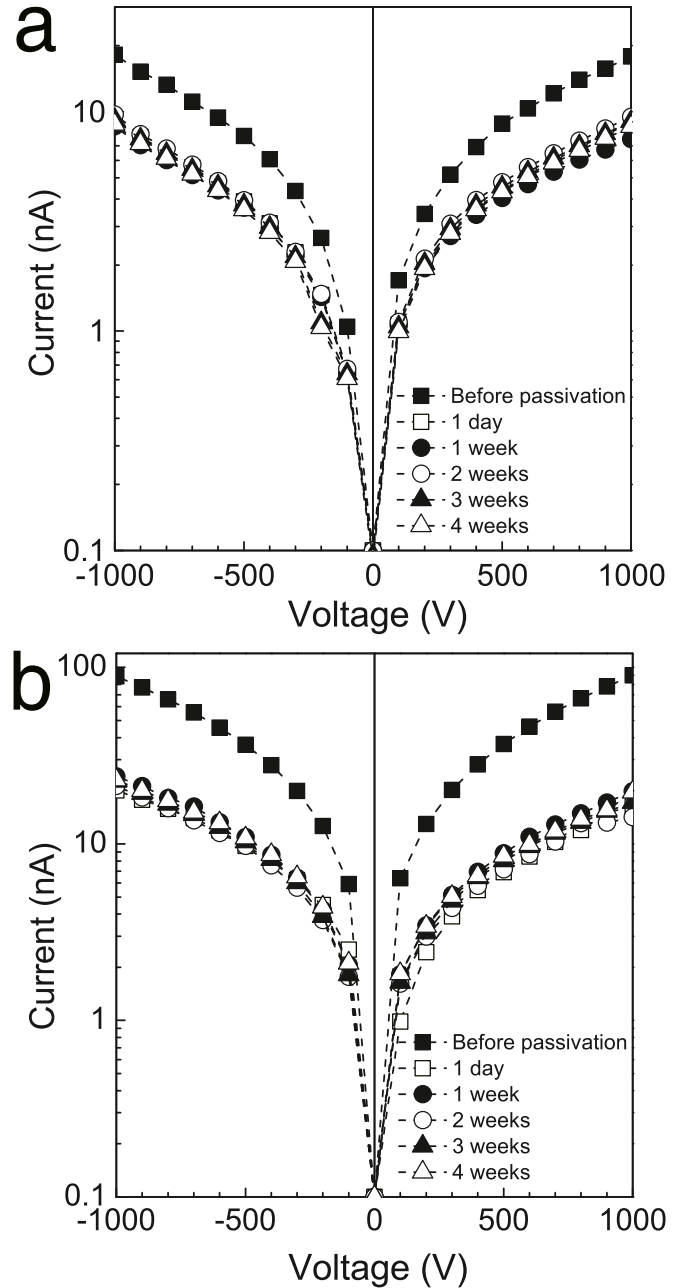 a
10
1
0.1
Current (nA)
Before passivation
1 day
1 week
2 weeks
3 weeks
4 weeks
-1000 -500 0 500 1000
Voltage (V)
b
100
10
1
0.1
Current (nA)
Before passivation
1 day
1 week
2 weeks
3 weeks
4 weeks
-1000 -500 0 500 1000
Voltage (V)